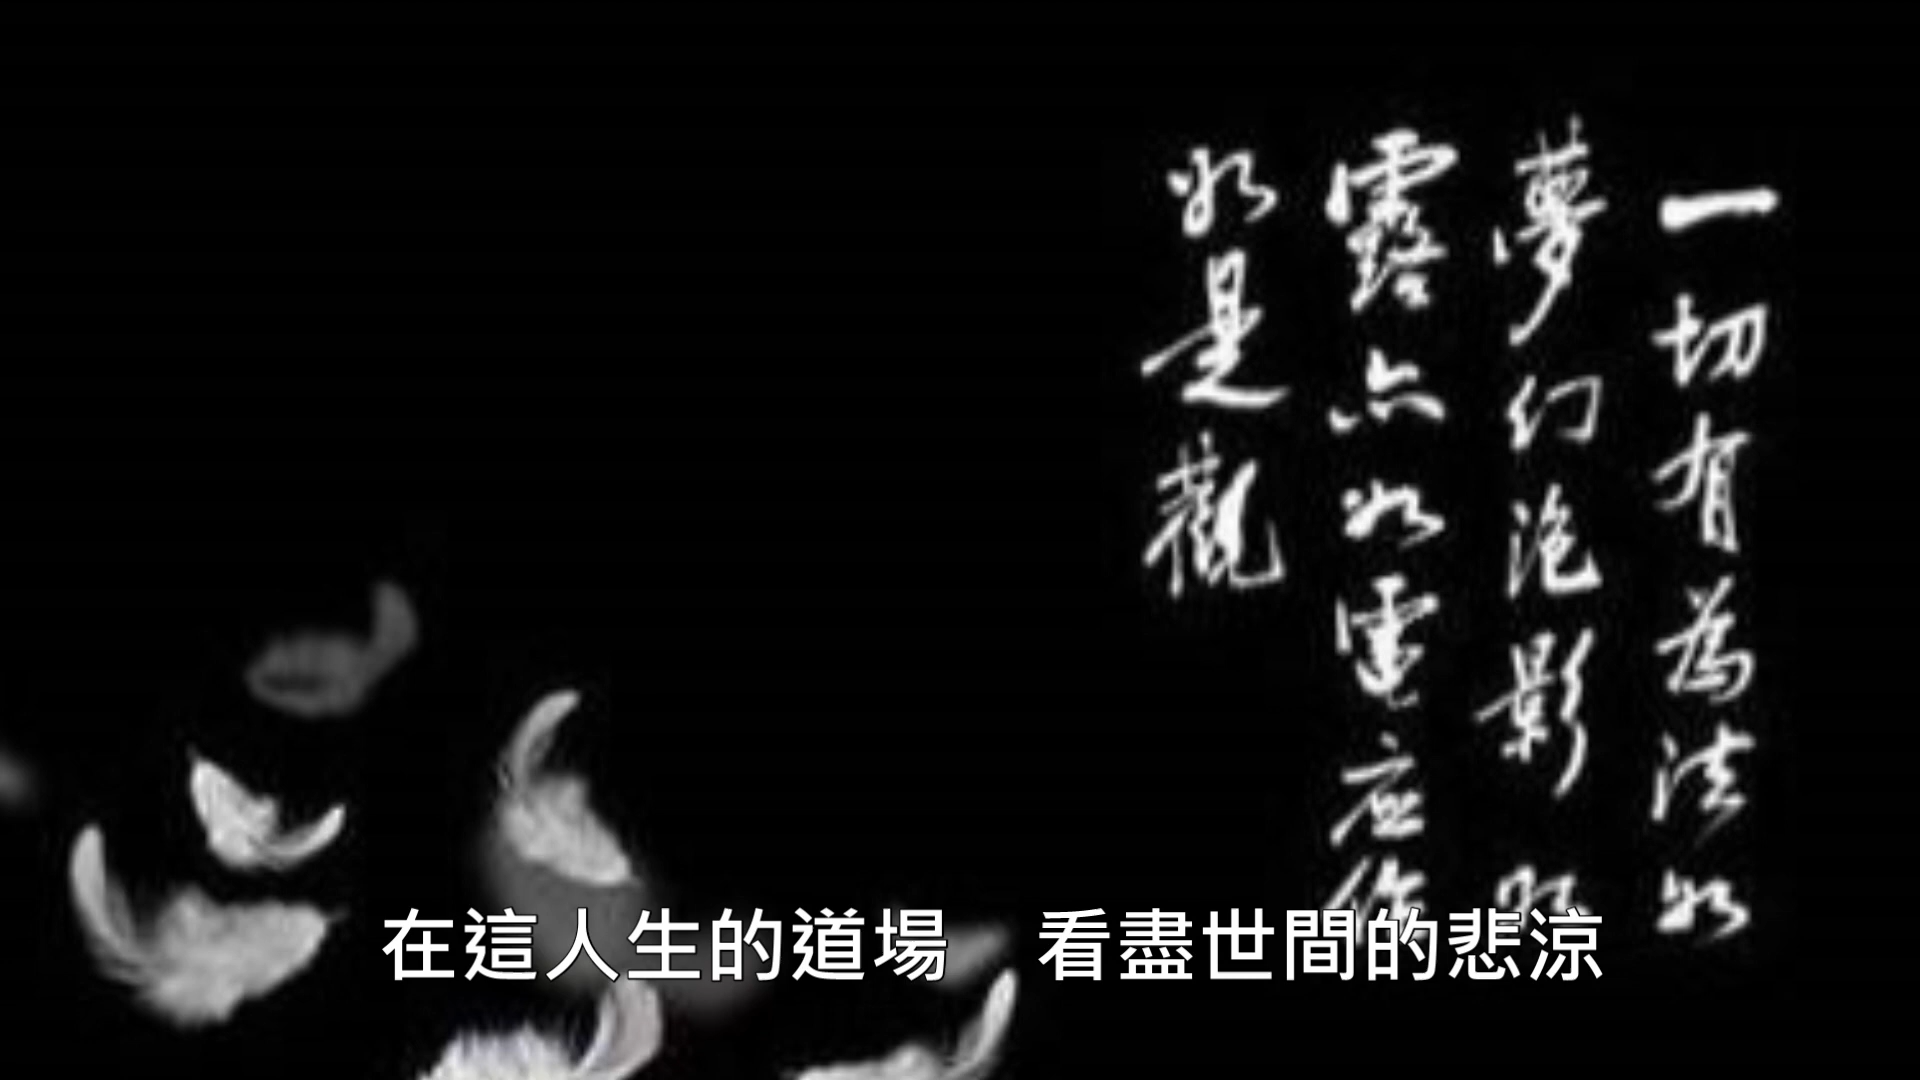 一切有為法如
夢幻泡影如
露亦如電應作
如是觀
在這人生的道場　看盡世間的悲涼